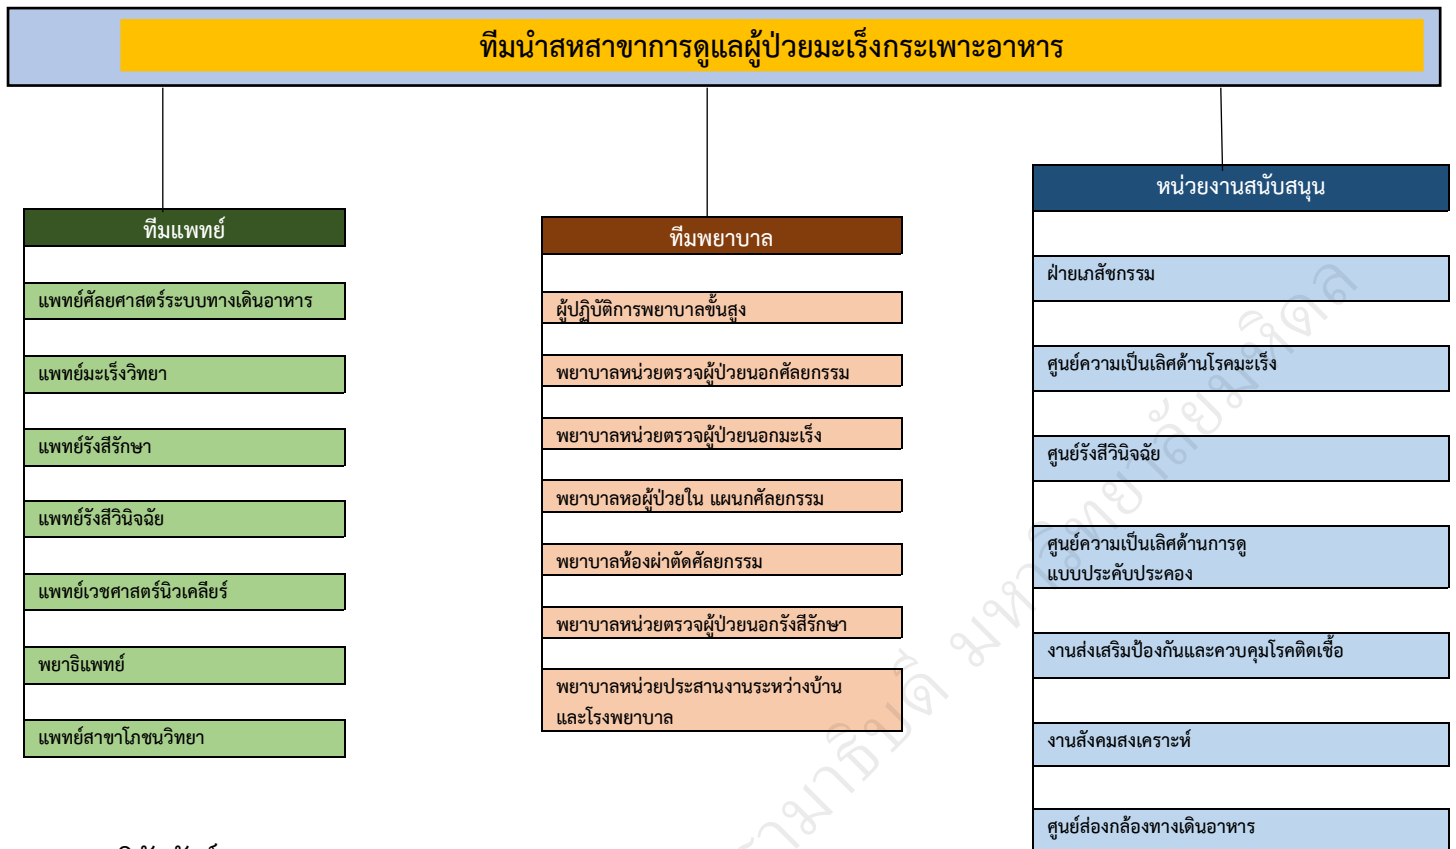 ทีมนำสหสาขาการดูแลผู้ป่วยมะเร็งกระเพาะอาหาร
ทีมแพทย์
แพทย์ศัลยศาสตร์ระบบทางเดินอาหาร
แพทย์มะเร็งวิทยา
แพทย์รังสีรักษา
แพทย์รังสีวินิจฉัย
แพทย์เวชศาสตร์นิวเคลียร์
พยาธิแพทย์
แพทย์สาขาโภชนวิทยา
ทีมพยาบาล
ผู้ปฏิบัติการพยาบาลขั้นสูง
พยาบาลหน่วยตรวจผู้ป่วยนอกศัลยกรรม
พยาบาลหน่วยตรวจผู้ป่วยนอกมะเร็ง
พยาบาลหอผู้ป่วยใน แผนกศัลยกรรม
พยาบาลห้องผ่าตัดศัลยกรรม
พยาบาลหน่วยตรวจผู้ป่วยนอกรังสีรักษา
พยาบาลหน่วยประสานงานระหว่างบ้าน
และโรงพยาบาล
หน่วยงานสนับสนุน
ฝ่ายเภสัชกรรม
ศูนย์ความเป็นเลิศด้านโรคมะเร็ง
ศูนย์รังสีวินิจฉัย
ศูนย์ความเป็นเลิศด้านการดู
แบบประคับประคอง
งานส่งเสริมป้องกันและควบคุมโรคติดเชื้อ
งานสังคมสงเคราะห์
ศูนย์ส่องกล้องทางเดินอาหาร
รามาธิบดี มหาวิทยาลัยมหิดล